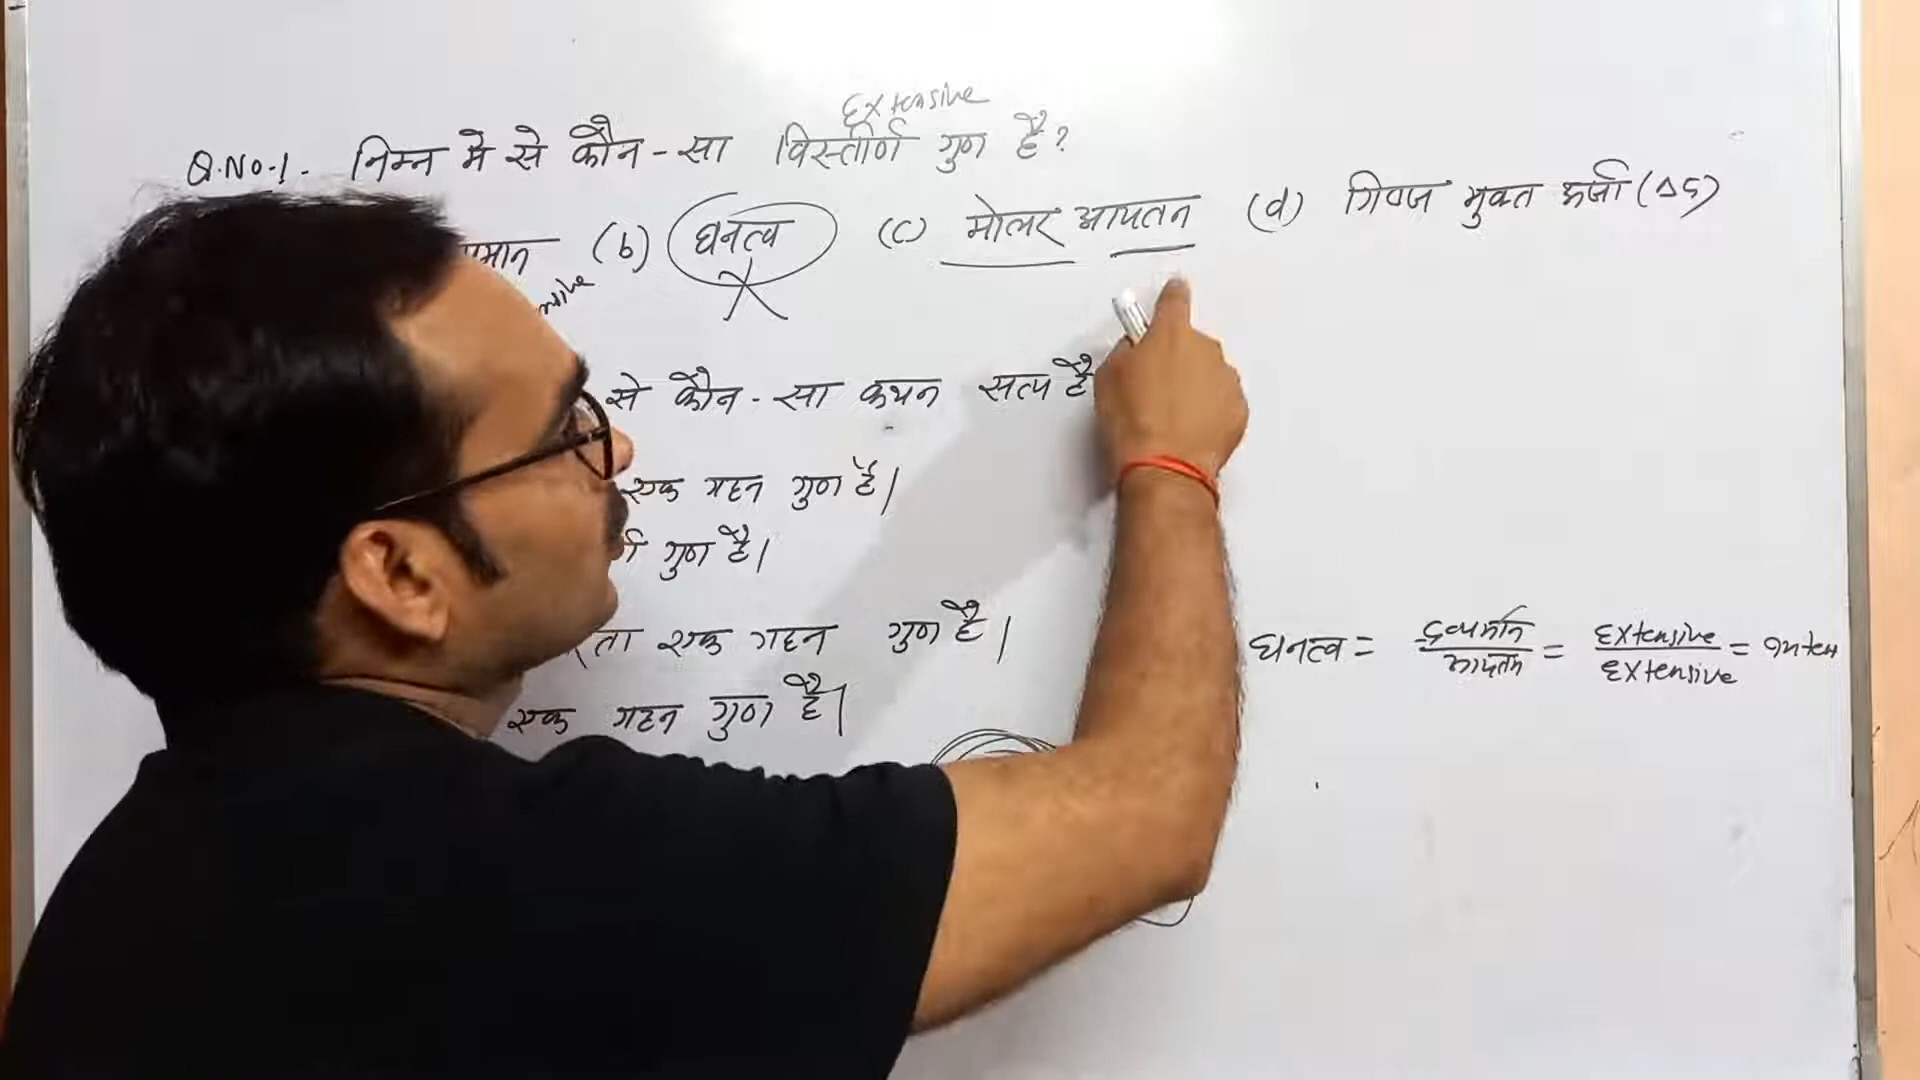 Extensive
Q.No-1. निम्न मे से कौन-सा विस्तीर्ण गुण है?
(b) घनत्व (c) मोलर आयतन (d) गिब्ज मुक्त ऊर्जा (ΔG)
से कौन-सा कथन सत्य है
एक गहन गुण है।
गुण है।
एक गहन गुण है।
एक गहन गुण है।
घनत्व = द्रव्यमान/आयतन = Extensive/Extensive = Inten